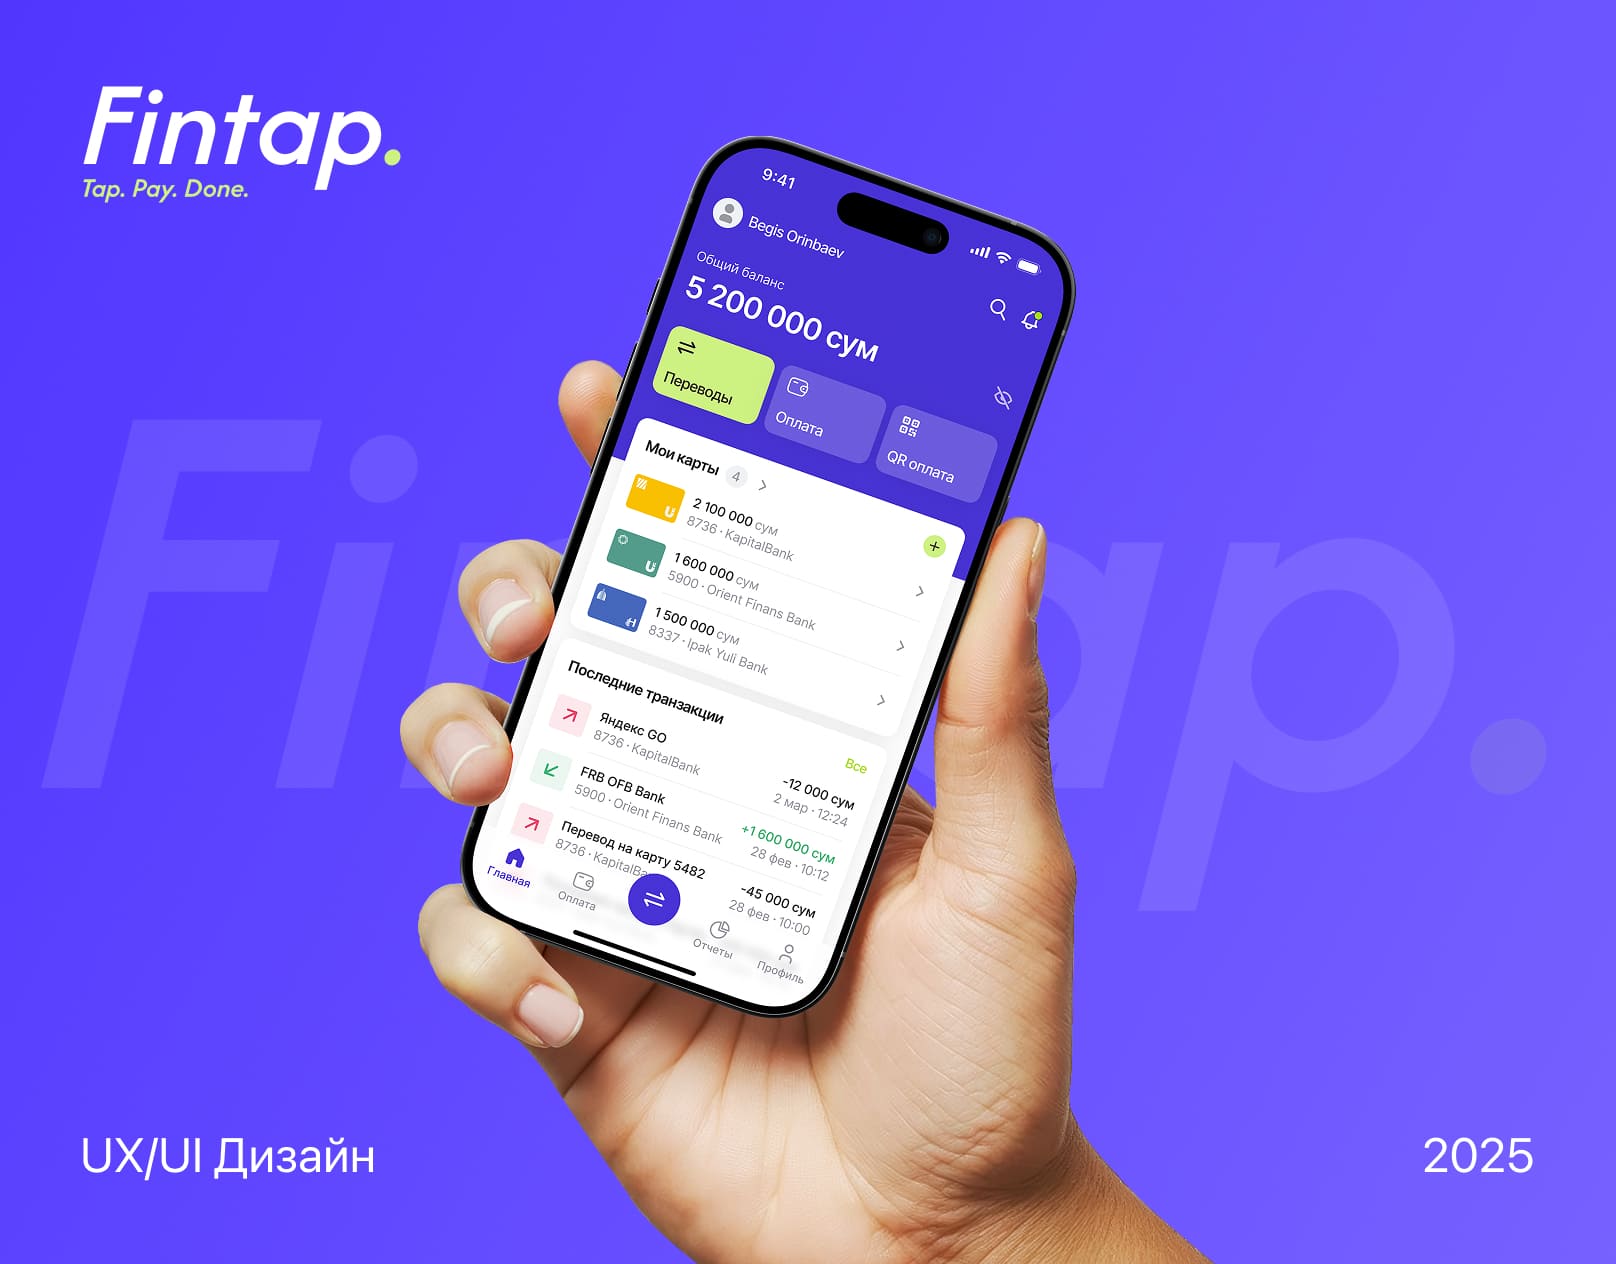 Fintap.
Tap. Pay. Done.
Fintap.
9:41
Begis Orinbaev
Общий баланс
5 200 000 сум
Переводы
Оплата
QR оплата
Мои карты 4
2 100 000 сум
8736 · KapitalBank
1 600 000 сум
5900 · Orient Finans Bank
1 500 000 сум
8337 · Ipak Yuli Bank
Последние транзакции
Все
Яндекс GO
8736 · KapitalBank
-12 000 сум
2 мар · 12:24
FRB OFB Bank
5900 · Orient Finans Bank
+1 600 000 сум
28 фев · 10:12
Перевод на карту 5482
8736 · KapitalBa
-45 000 сум
28 фев · 10:00
Главная
Оплата
Отчеты
Профиль
UX/UI Дизайн
2025